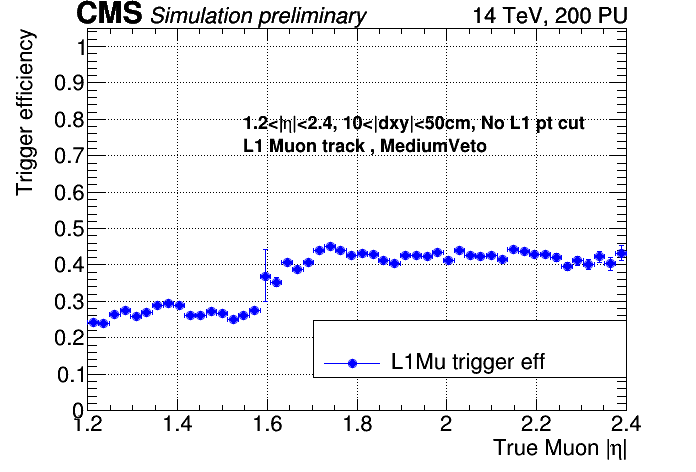 CMS Simulation preliminary 14 TeV, 200 PU
Trigger efficiency
1
0.9
0.8
1.2<|η|<2.4, 10<|dxy|<50cm, No L1 pt cut
L1 Muon track , MediumVeto
0.7
0.6
0.5
0.4
0.3
0.2
L1Mu trigger eff
0.1
0
1.2 1.4 1.6 1.8 2 2.2 2.4
True Muon |η|